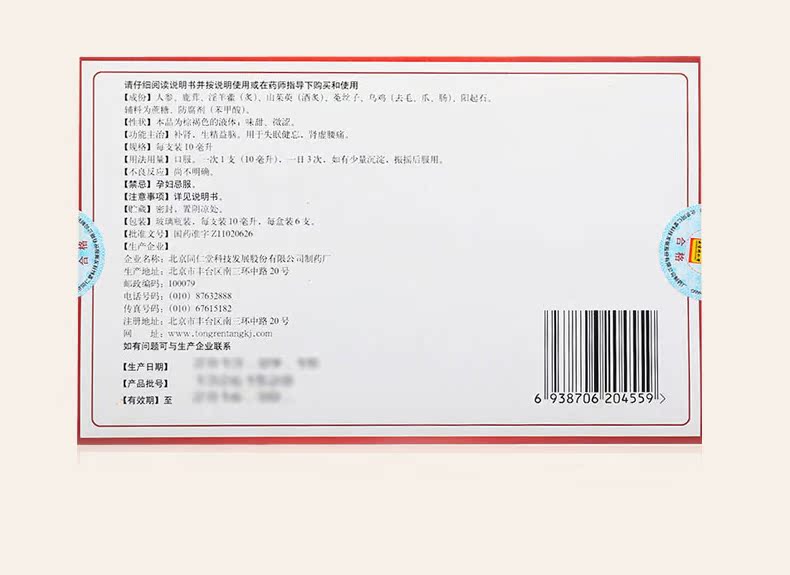 请仔细阅读说明书并按说明使用或在药师指导下购买和使用
【成份】人参、鹿茸、淫羊藿（炙）、山茱萸（酒炙）、菟丝子、乌鸡（去毛、爪、肠）、阳起石。
辅料为蔗糖、防腐剂（苯甲酸）。
【性状】本品为棕褐色的液体；味甜、微涩。
【功能主治】补肾，生精益脑。用于失眠健忘，肾虚腰痛。
【规格】每支装10毫升
【用法用量】口服。一次1支（10毫升），一日3次，如有少量沉淀，振摇后服用。
【不良反应】尚不明确。
【禁忌】孕妇忌服。
【注意事项】详见说明书。
【贮藏】密封，置阴凉处。
【包装】玻璃瓶装，每支装10毫升，每盒装6支。
【批准文号】国药准字Z11020626
【生产企业】
企业名称：北京同仁堂科技发展股份有限公司制药厂
生产地址：北京市丰台区南三环中路20号
邮政编码：100079
电话号码：(010) 87632888
传真号码：(010) 67615182
注册地址：北京市丰台区南三环中路20号
网 址：www.tongrentangkj.com
如有问题可与生产企业联系
【生产日期】
【产品批号】
【有效期】至
合格
合格
6 938706 204559